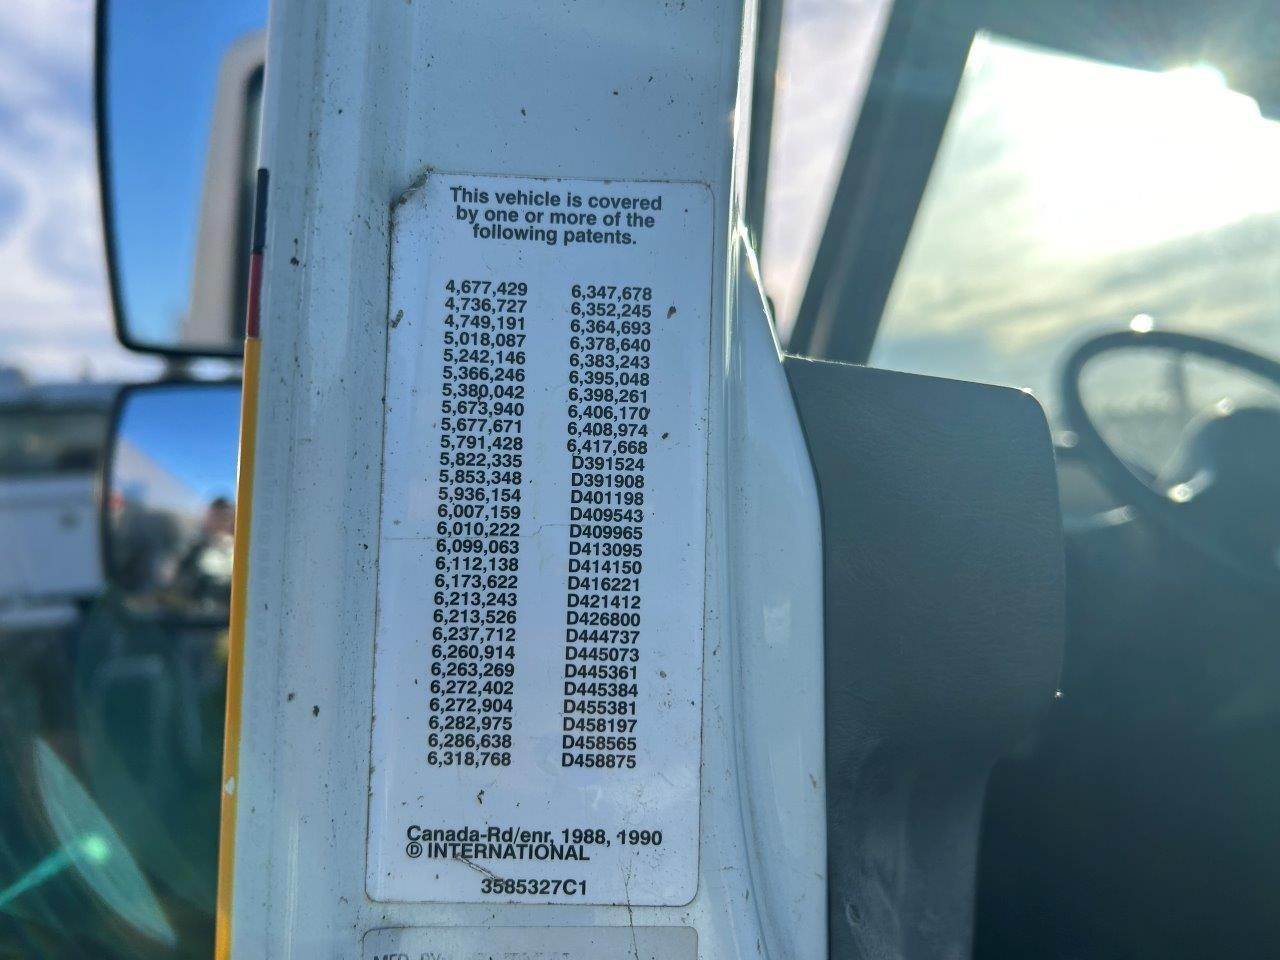 This vehicle is covered
by one or more of the
following patents.
4,677,429
4,736,727
4,749,191
5,018,087
5,242,146
5,366,246
5,380,042
5,673,940
5,677,671
5,791,428
5,822,335
5,853,348
5,936,154
6,007,159
6,010,222
6,099,063
6,112,138
6,173,622
6,213,243
6,213,526
6,237,712
6,260,914
6,263,269
6,272,402
6,272,904
6,282,975
6,286,638
6,318,768
6,347,678
6,352,245
6,364,693
6,378,640
6,383,243
6,395,048
6,398,261
6,406,170
6,408,974
6,417,668
D391524
D391908
D401198
D409543
D409965
D413095
D414150
D416221
D421412
D426800
D444737
D445073
D445361
D445384
D455381
D458197
D458565
D458875
Canada-Rd/enr, 1988, 1990
Ⓓ INTERNATIONAL
3585327C1
MFD BY